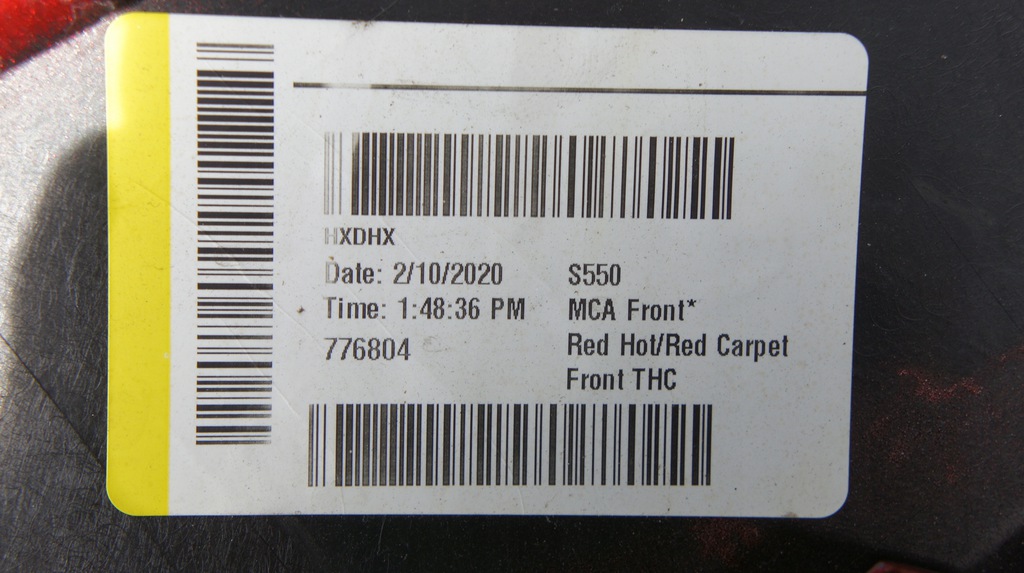 HXDHX
Date: 2/10/2020
Time: 1:48:36 PM
776804
S550
MCA Front*
Red Hot/Red Carpet
Front THC